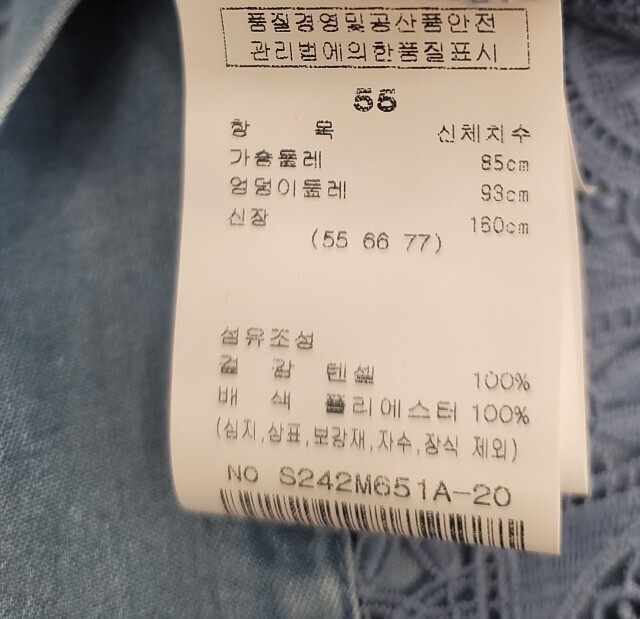 품질경영및공산품안전
관리법에의한품질표시
55
항 목 신체치수
가슴둘레 85cm
엉덩이둘레 93cm
신장 160cm
(55 66 77)
섬유조성
겉 감 텐셀 100%
배 색 폴리에스터 100%
(심지,상표,보강재,자수,장식 제외)
NO S242M651A-20